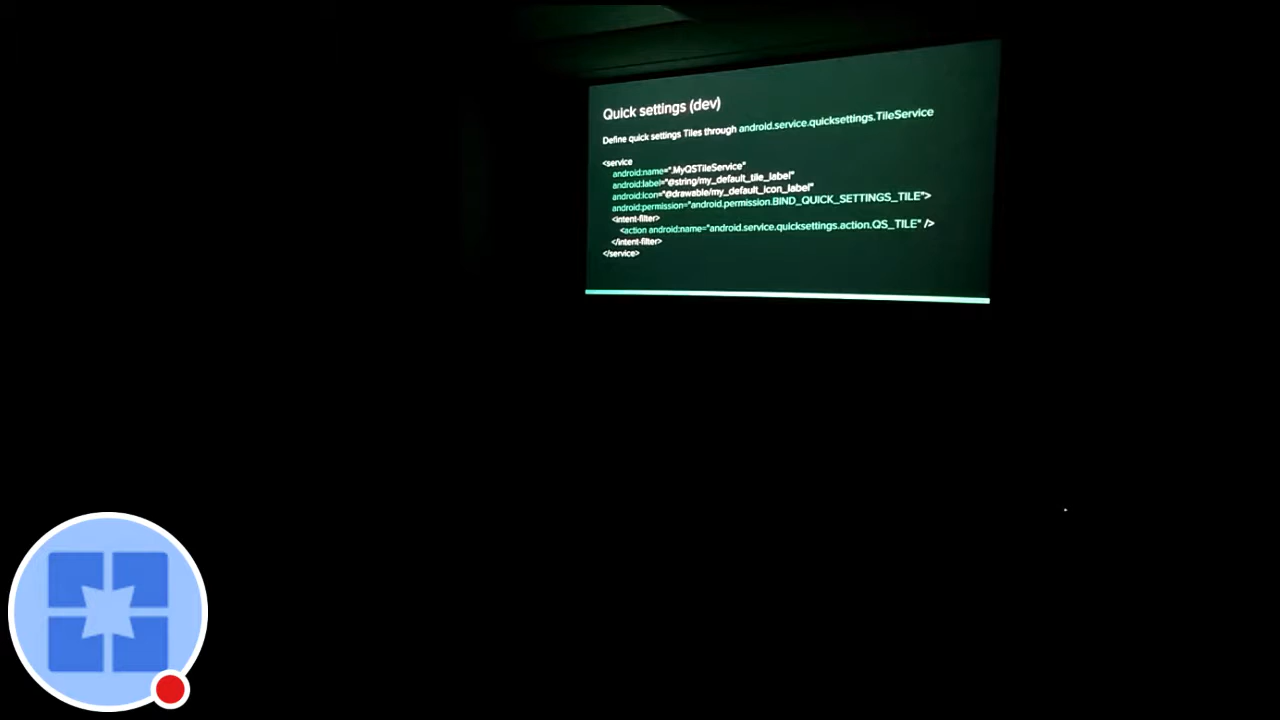 Quick settings (dev)
Define quick settings Tiles through android.service.quicksettings.TileService
<service
android:name=".MyQSTileService"
android:label="@string/my_default_tile_label"
android:icon="@drawable/my_default_icon_label"
android:permission="android.permission.BIND_QUICK_SETTINGS_TILE">
<intent-filter>
<action android:name="android.service.quicksettings.action.QS_TILE" />
</intent-filter>
</service>